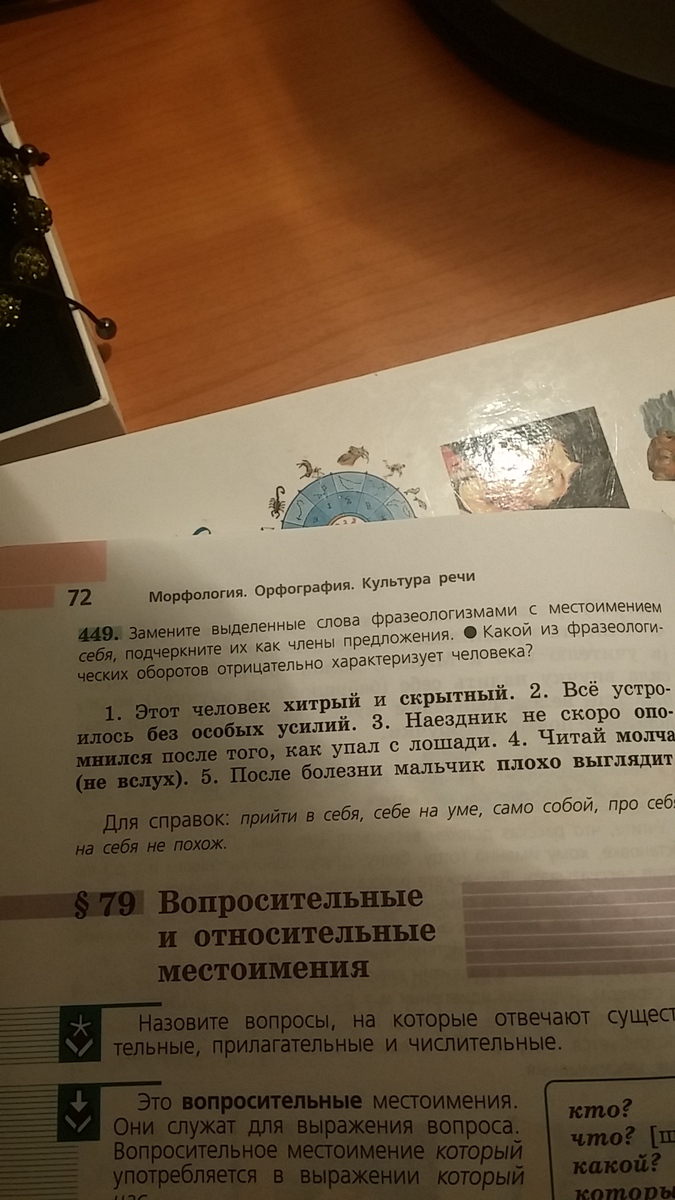 72
Морфология. Орфография. Культура речи
449. Замените выделенные слова фразеологизмами с местоимением
себя, подчеркните их как члены предложения. ● Какой из фразеологи-
ческих оборотов отрицательно характеризует человека?
1. Этот человек хитрый и скрытный. 2. Всё устро-
илось без особых усилий. 3. Наездник не скоро опо-
мнился после того, как упал с лошади. 4. Читай молча
(не вслух). 5. После болезни мальчик плохо выглядит
Для справок: прийти в себя, себе на уме, само собой, про себя
на себя не похож.
§ 79 Вопросительные
и относительные
местоимения
Назовите вопросы, на которые отвечают сущест
тельные, прилагательные и числительные.
Это вопросительные местоимения.
Они служат для выражения вопроса.
Вопросительное местоимение который
употребляется в выражении который
кто?
что? [ш
какой?
которы